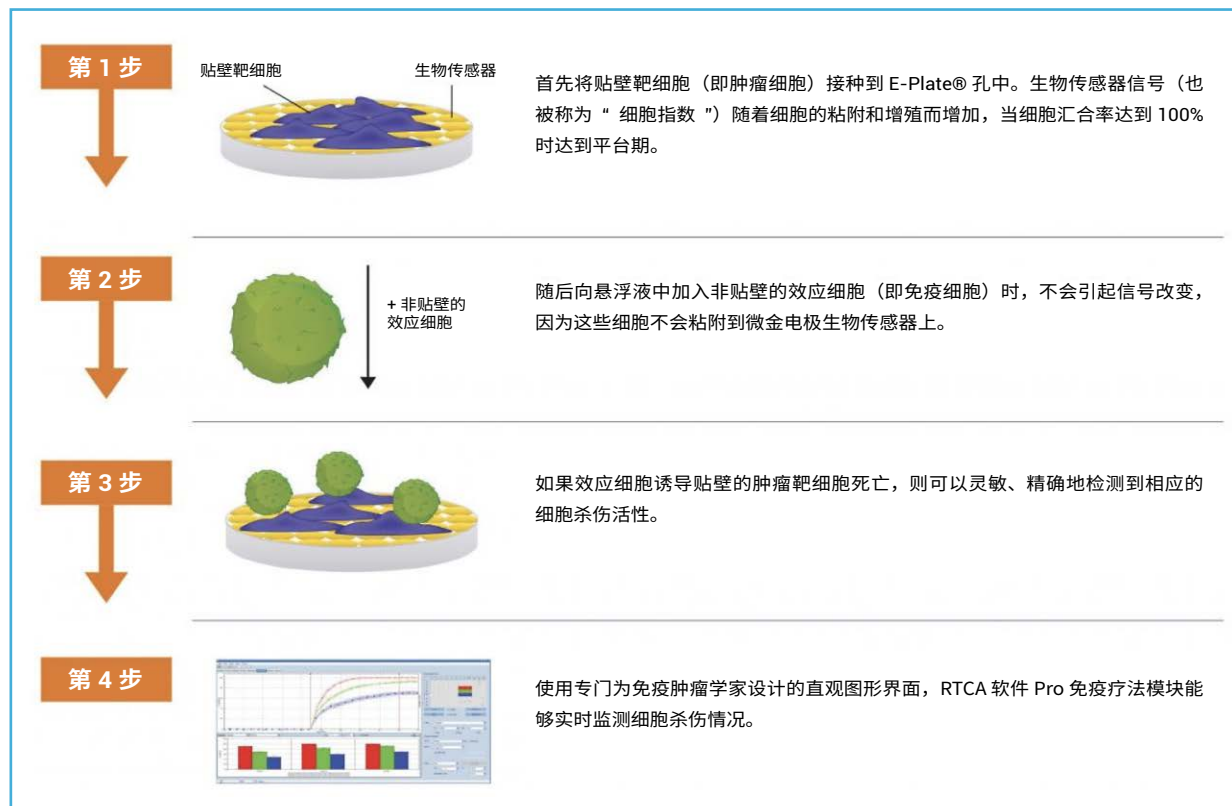 第 1 步
贴壁靶细胞
生物传感器
首先将贴壁靶细胞（即肿瘤细胞）接种到 E-Plate® 孔中。生物传感器信号（也
被称为 “ 细胞指数 ”）随着细胞的粘附和增殖而增加，当细胞汇合率达到 100%
时达到平台期。
第 2 步
+ 非贴壁的
效应细胞
随后向悬浮液中加入非贴壁的效应细胞（即免疫细胞）时，不会引起信号改变，
因为这些细胞不会粘附到微金电极生物传感器上。
第 3 步
如果效应细胞诱导贴壁的肿瘤靶细胞死亡，则可以灵敏、精确地检测到相应的
细胞杀伤活性。
第 4 步
使用专门为免疫肿瘤学家设计的直观图形界面，RTCA 软件 Pro 免疫疗法模块能
够实时监测细胞杀伤情况。